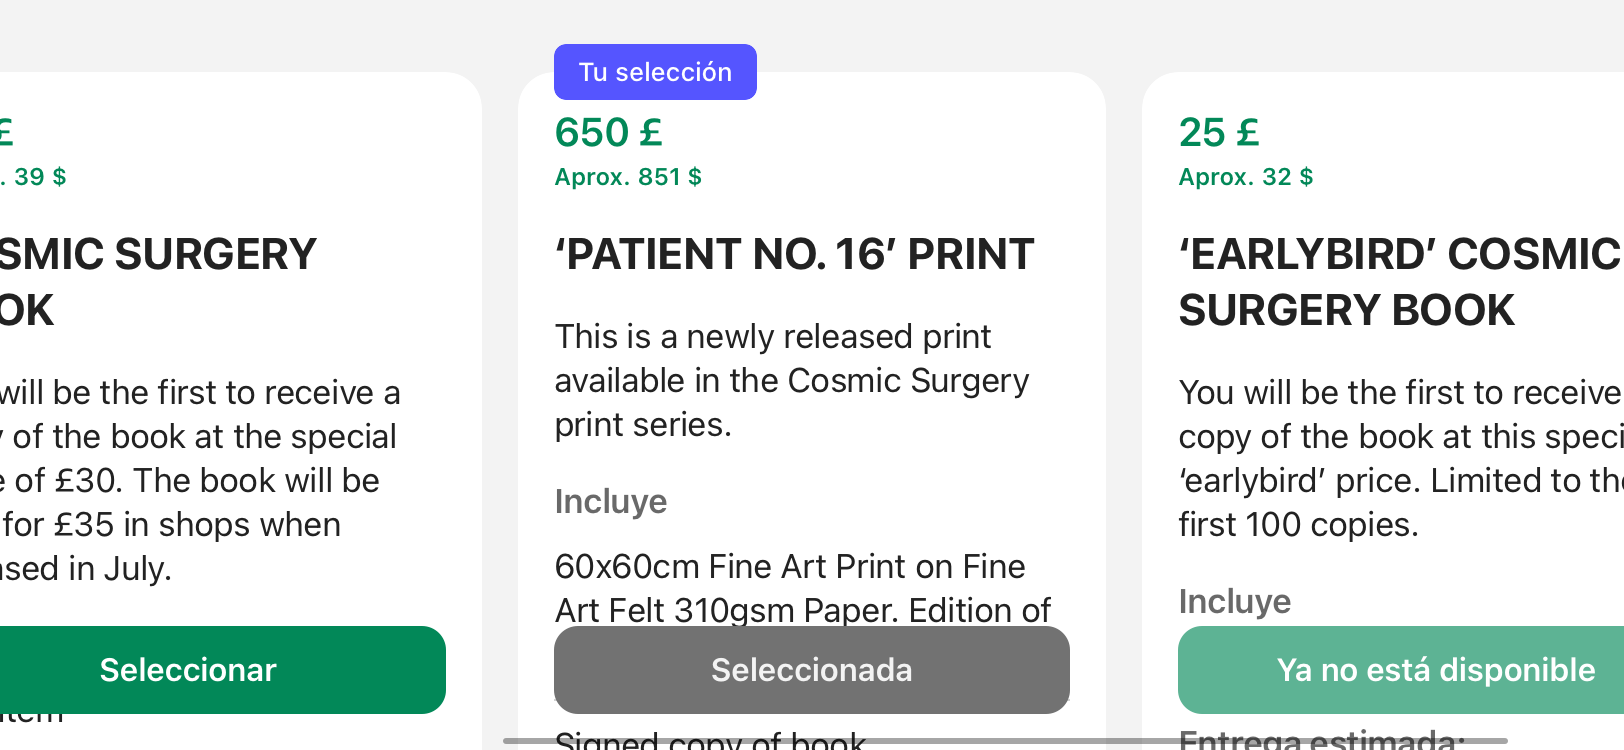 £
. 39 $
SMIC SURGERY
OK
will be the first to receive a
of the book at the special
of £30. The book will be
for £35 in shops when
ased in July.
Seleccionar
item
Tu selección
650 £
Aprox. 851 $
‘PATIENT NO. 16’ PRINT
This is a newly released print
available in the Cosmic Surgery
print series.
Incluye
60x60cm Fine Art Print on Fine
Art Felt 310gsm Paper. Edition of
Seleccionada
Signed copy of book
25 £
Aprox. 32 $
‘EARLYBIRD’ COSMIC
SURGERY BOOK
You will be the first to receive
copy of the book at this speci
‘earlybird’ price. Limited to the
first 100 copies.
Incluye
Ya no está disponible
Entrega estimada: